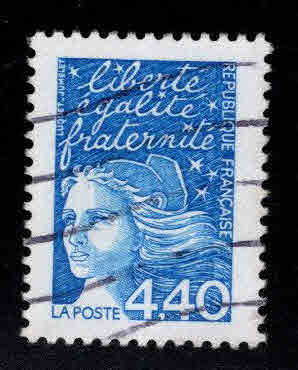 liberté
égalité
fraternité
RÉPUBLIQUE FRANÇAISE
LUQUET-JUMELET
LA POSTE
4,40